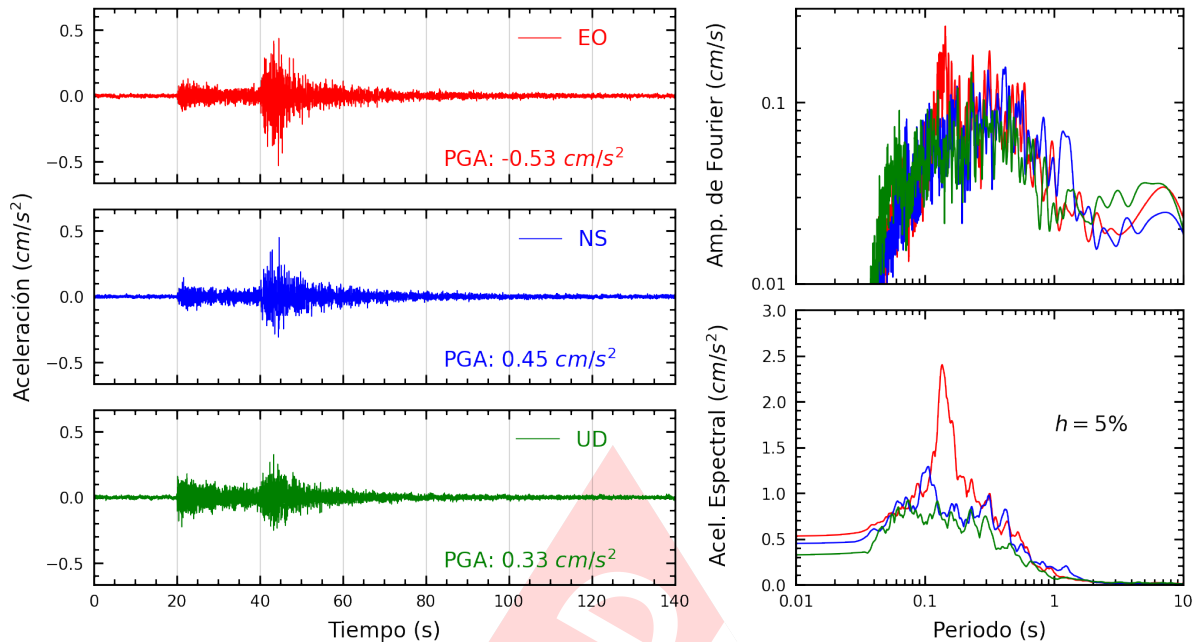 Aceleración (cm/s²)
0.5
0.0
−0.5
EO
PGA: -0.53 cm/s²
0.5
0.0
−0.5
NS
PGA: 0.45 cm/s²
0.5
0.0
−0.5
UD
PGA: 0.33 cm/s²
0 20 40 60 80 100 120 140
Tiempo (s)
Amp. de Fourier (cm/s)
0.1
0.01
Acel. Espectral (cm/s²)
3.0
2.5
2.0
1.5
1.0
0.5
0.0
h = 5%
0.01 0.1 1 10
Periodo (s)